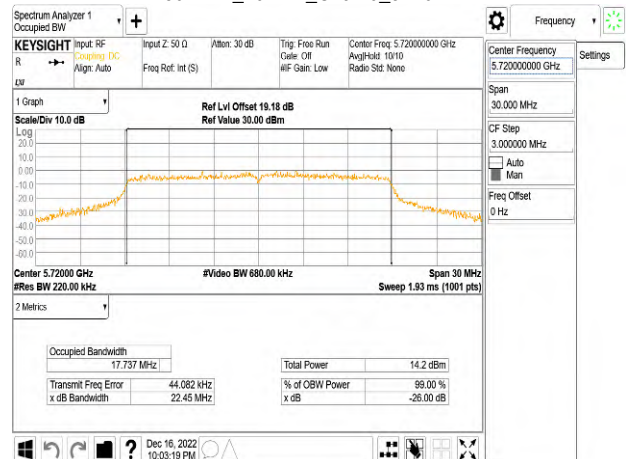 Spectrum Analyzer 1
Occupied BW
Frequency
KEYSIGHT
Input: RF
Coupling: DC
Align: Auto
Input Z: 50 Ω
Freq Ref: Int (S)
Atten: 30 dB
Trig: Free Run
Gate: Off
#IF Gain: Low
Center Freq: 5.720000000 GHz
Avg|Hold: 10/10
Radio Std: None
R
Center Frequency
5.720000000 GHz
Settings
Span
30.000 MHz
CF Step
3.000000 MHz
Auto
Man
Freq Offset
0 Hz
1 Graph
Ref Lvl Offset 19.18 dB
Scale/Div 10.0 dB
Ref Value 30.00 dBm
Log
20.0
10.0
0.00
-10.0
-20.0
-30.0
-40.0
-50.0
-60.0
Center 5.72000 GHz
#Video BW 680.00 kHz
Span 30 MHz
#Res BW 220.00 kHz
Sweep 1.93 ms (1001 pts)
2 Metrics
Occupied Bandwidth
17.737 MHz
Total Power 14.2 dBm
Transmit Freq Error 44.082 kHz
% of OBW Power 99.00 %
x dB Bandwidth 22.45 MHz
x dB -26.00 dB
Dec 16, 2022
10:03:19 PM